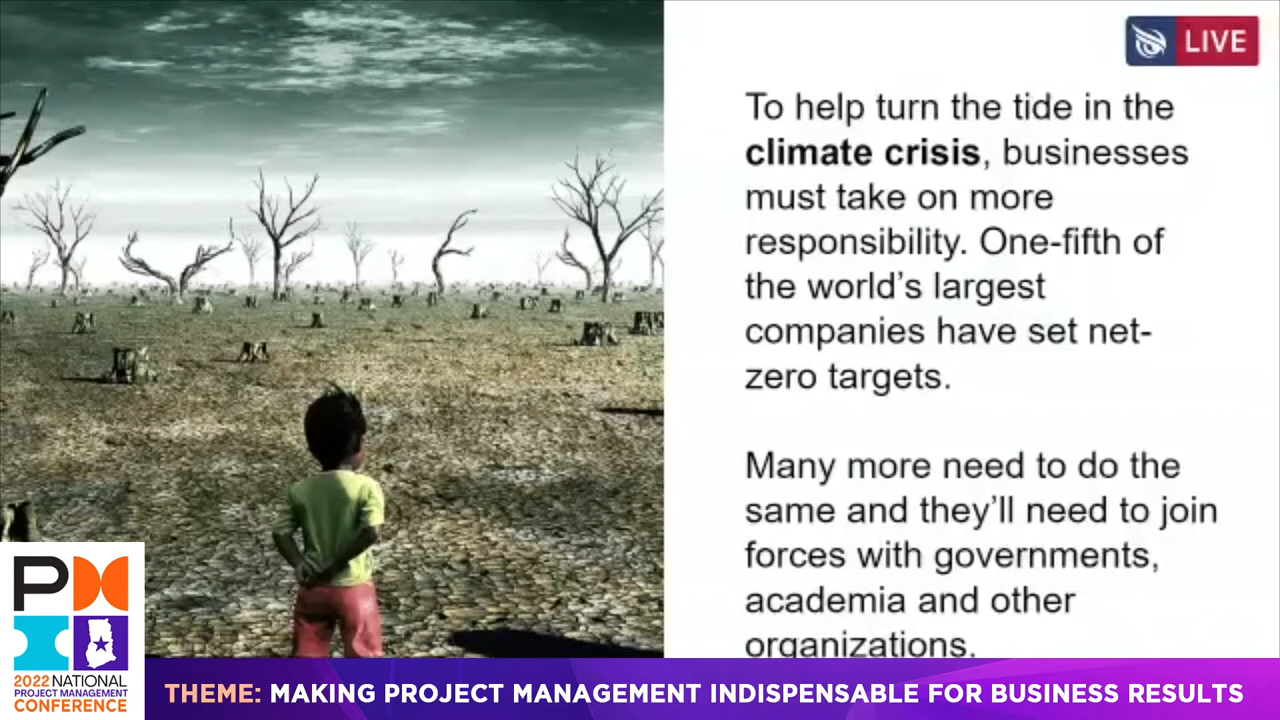 LIVE
To help turn the tide in the
climate crisis, businesses
must take on more
responsibility. One-fifth of
the world’s largest
companies have set net-
zero targets.
Many more need to do the
same and they’ll need to join
forces with governments,
academia and other
organizations.
PMI
2022 NATIONAL
PROJECT MANAGEMENT
CONFERENCE
THEME: MAKING PROJECT MANAGEMENT INDISPENSABLE FOR BUSINESS RESULTS